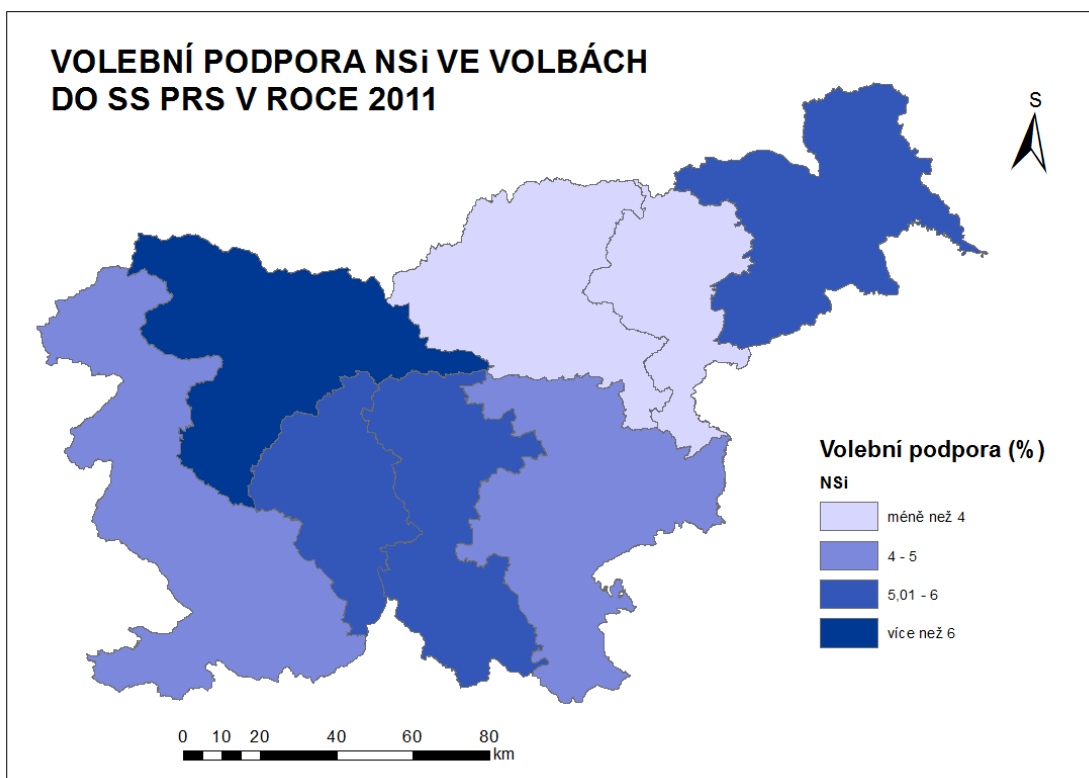 VOLEBNÍ PODPORA NSi VE VOLBÁCH
DO SS PRS V ROCE 2011
S
Volební podpora (%)
NSi
méně než 4
4 - 5
5,01 - 6
více než 6
0 10 20 40 60 80
km